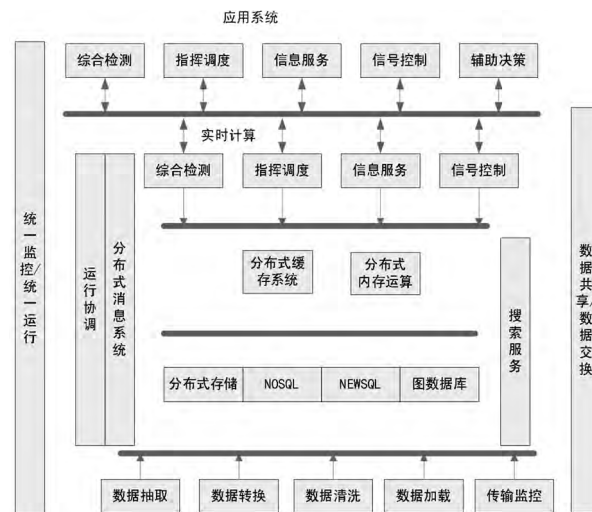 应用系统
综合检测
指挥调度
信息服务
信号控制
辅助决策
实时计算
综合检测
指挥调度
信息服务
信号控制
统一监控/统一运行
运行协调
分布式消息系统
分布式缓
存系统
分布式
内存运算
搜索服务
数据共享/数据交换
分布式存储
NOSQL
NEWSQL
图数据库
数据抽取
数据转换
数据清洗
数据加载
传输监控